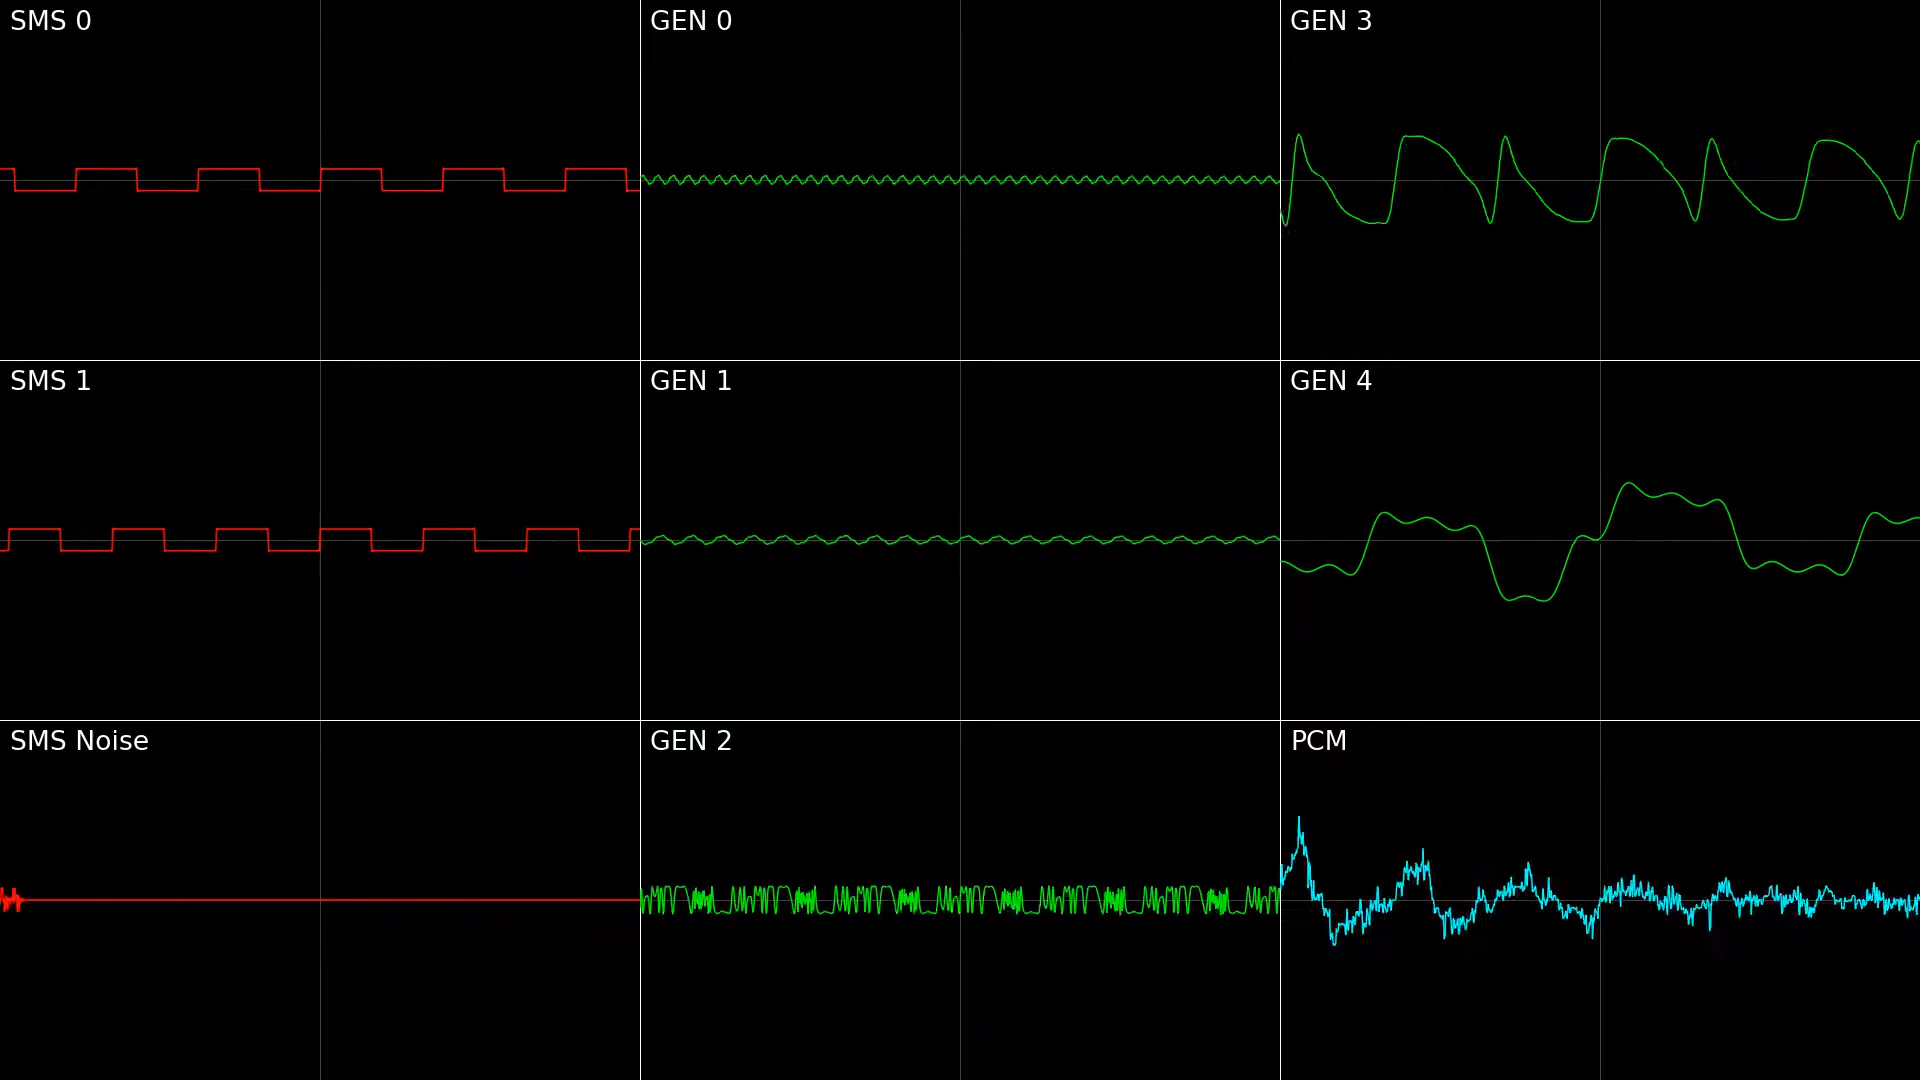 SMS 0
GEN 0
GEN 3
SMS 1
GEN 1
GEN 4
SMS Noise
GEN 2
PCM